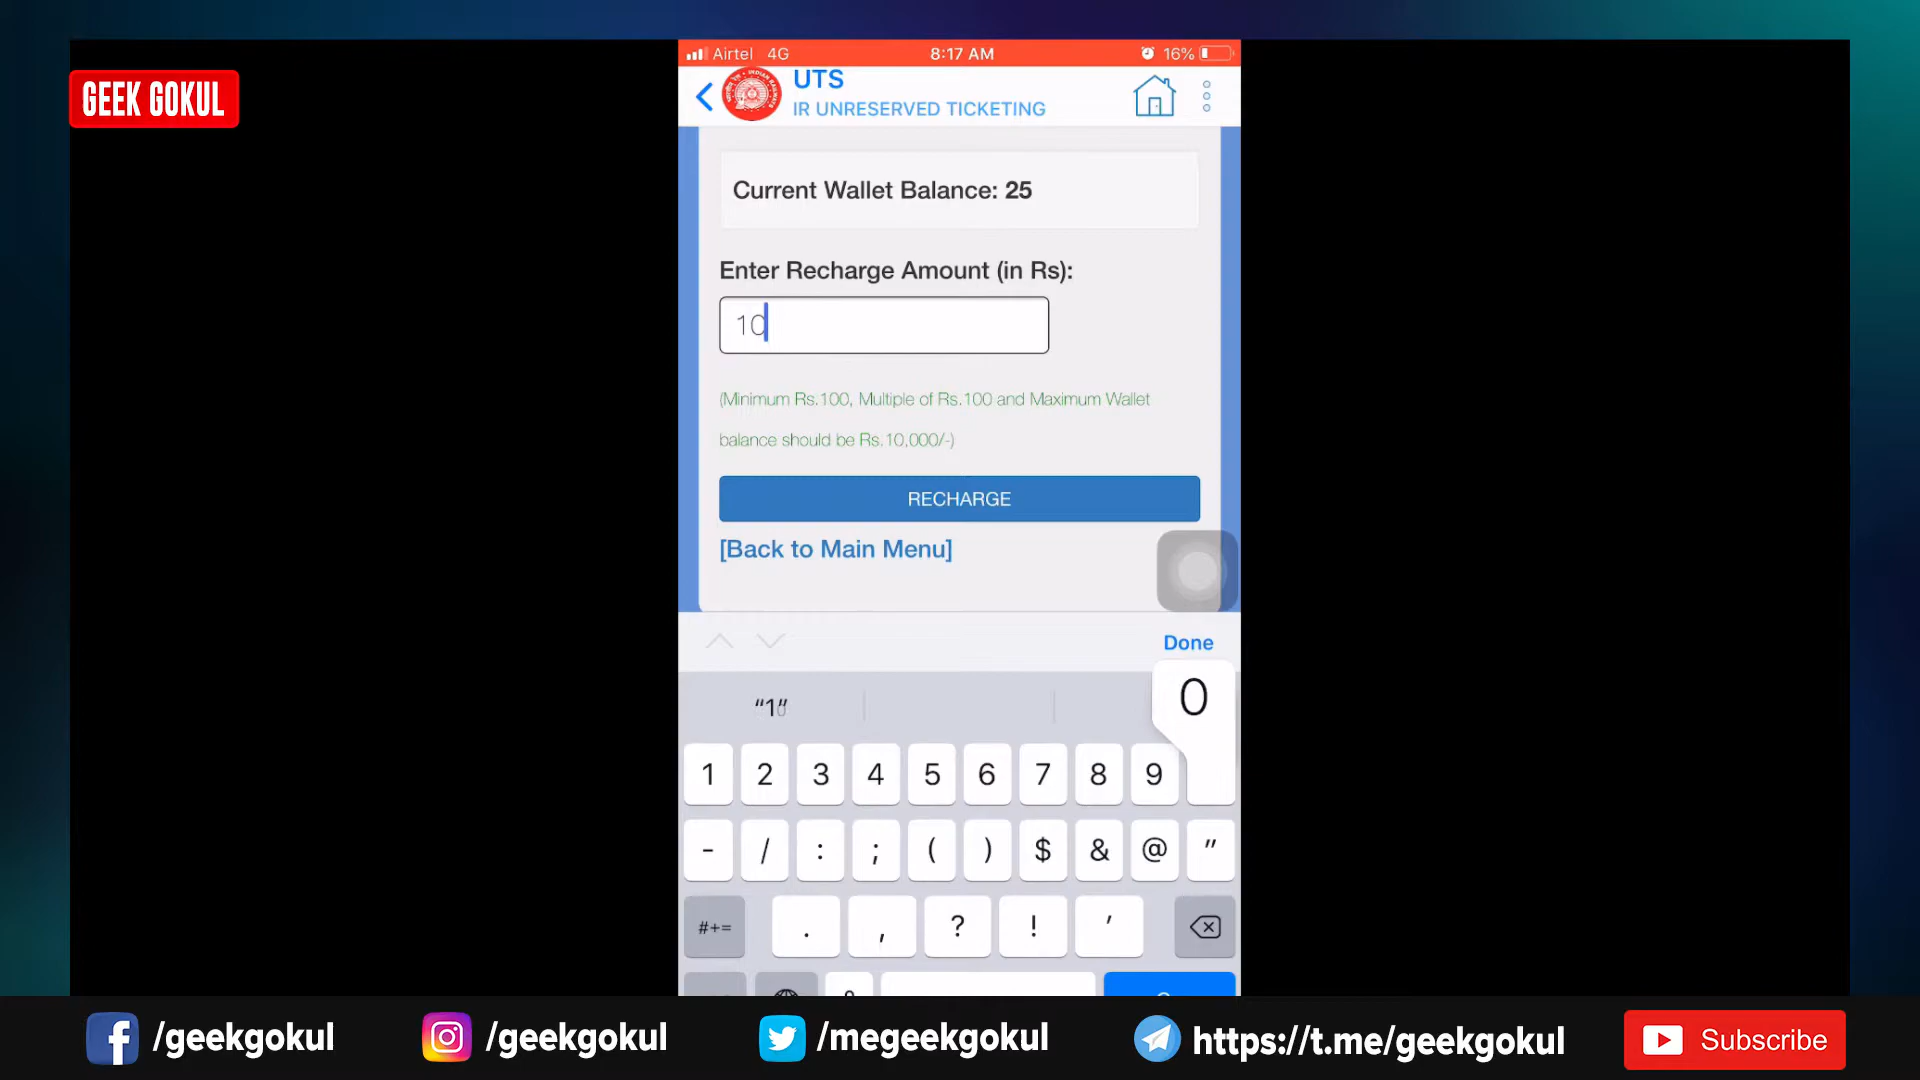 GEEK GOKUL
Airtel 4G 8:17 AM 16%
UTS
IR UNRESERVED TICKETING
Current Wallet Balance: 25
Enter Recharge Amount (in Rs):
10
(Minimum Rs.100, Multiple of Rs.100 and Maximum Wallet
balance should be Rs.10,000/-)
RECHARGE
[Back to Main Menu]
Done
“1”
0
1 2 3 4 5 6 7 8 9
- / : ; ( ) $ & @ "
#+= . , ? ! '
/geekgokul /geekgokul /megeekgokul https://t.me/geekgokul Subscribe